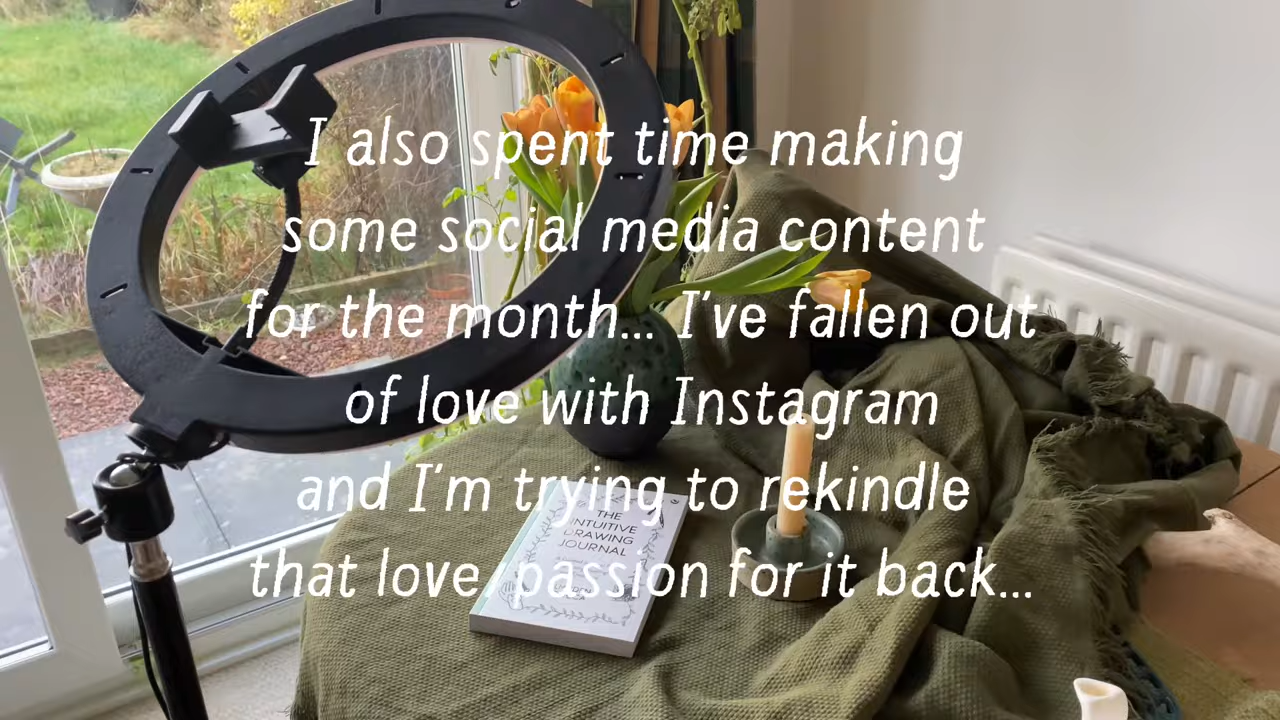 I also spent time making
some social media content
for the month... I've fallen out
of love with Instagram
and I'm trying to rekindle
that love/passion for it back...
THE
INTUITIVE
DRAWING
JOURNAL